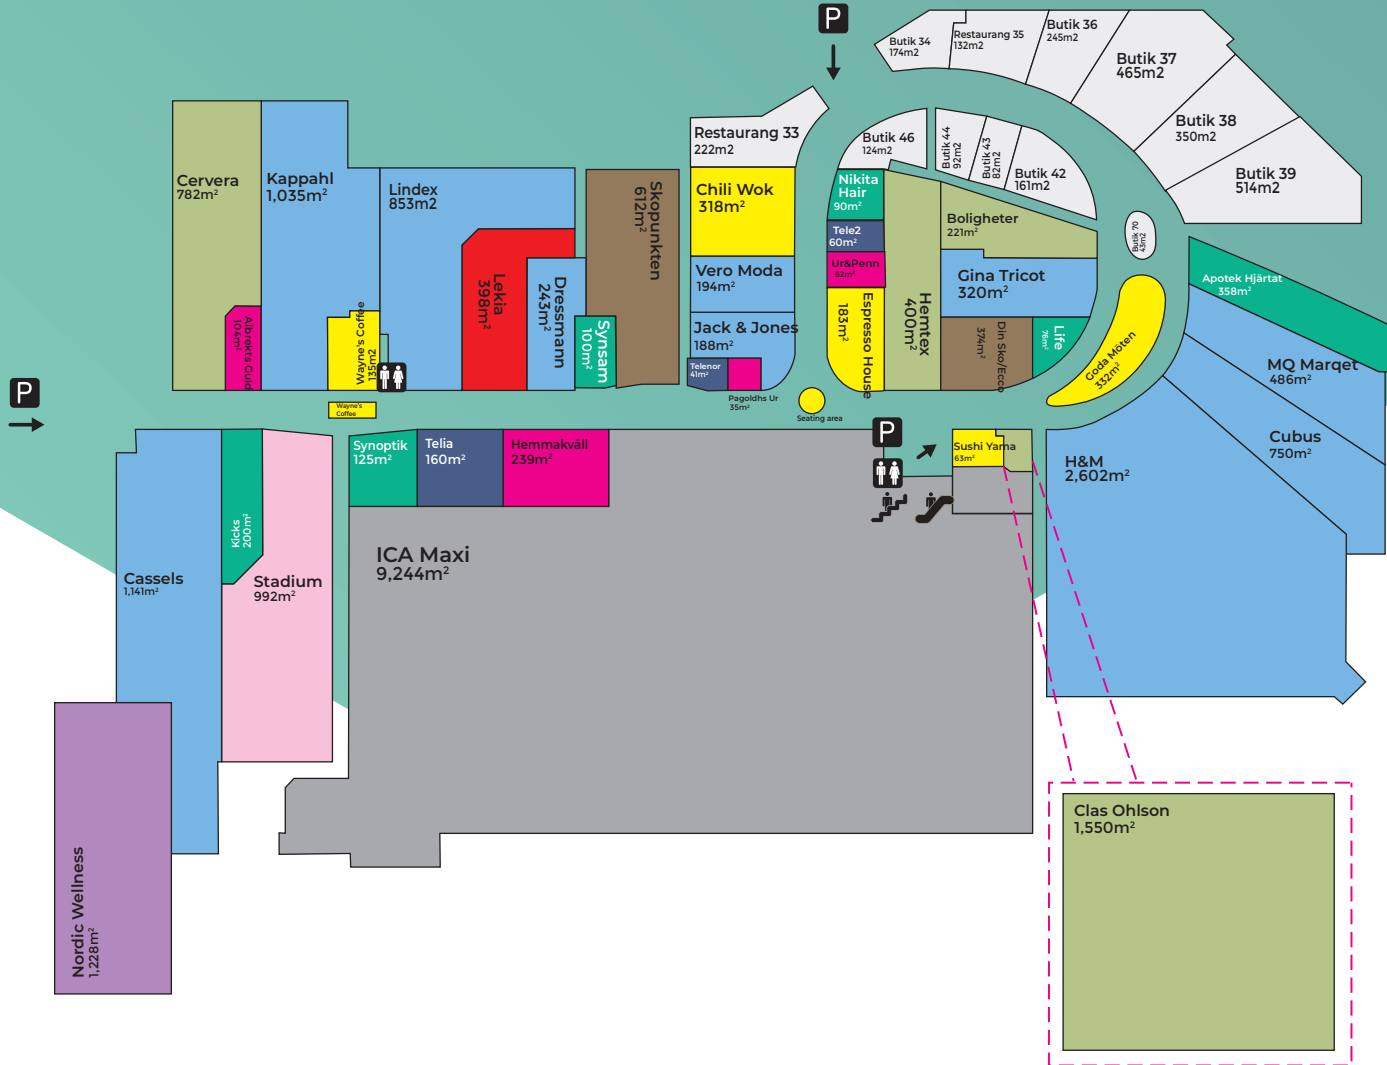 P
Butik 34
174m2
Restaurang 35
132m2
Butik 36
245m2
Butik 37
465m2
Butik 38
350m2
Butik 39
514m2
Restaurang 33
222m2
Butik 46
124m2
Butik 44
92m2
Butik 43
82m2
Butik 42
161m2
Cervera
782m²
Kappahl
1,035m²
Lindex
853m2
Skopunkten
612m²
Chili Wok
318m²
Nikita
Hair
90m²
Tele2
60m²
Ur&Penn
62m²
Boligheter
221m²
Butik 70
43m2
Vero Moda
194m²
Gina Tricot
320m²
Apotek Hjärtat
358m²
Lekia
398m²
Dressmann
243m²
Albrekts Guld
104m²
Wayne's Coffee
135m2
Synsam
100m²
Jack & Jones
188m²
Telenor
41m²
Pagoldhs Ur
35m²
Espresso House
183m²
Hemtex
400m²
Din Sko/Ecco
374m²
Life
76m²
Goda Möten
332m²
MQ Marqet
486m²
Cubus
750m²
P
Wayne's
Coffee
Seating area
Kicks
200m²
Synoptik
125m²
Telia
160m²
Hemmakväll
239m²
P
Sushi Yama
63m²
H&M
2,602m²
ICA Maxi
9,244m²
Cassels
1,141m²
Stadium
992m²
Nordic Wellness
1,228m²
Clas Ohlson
1,550m²